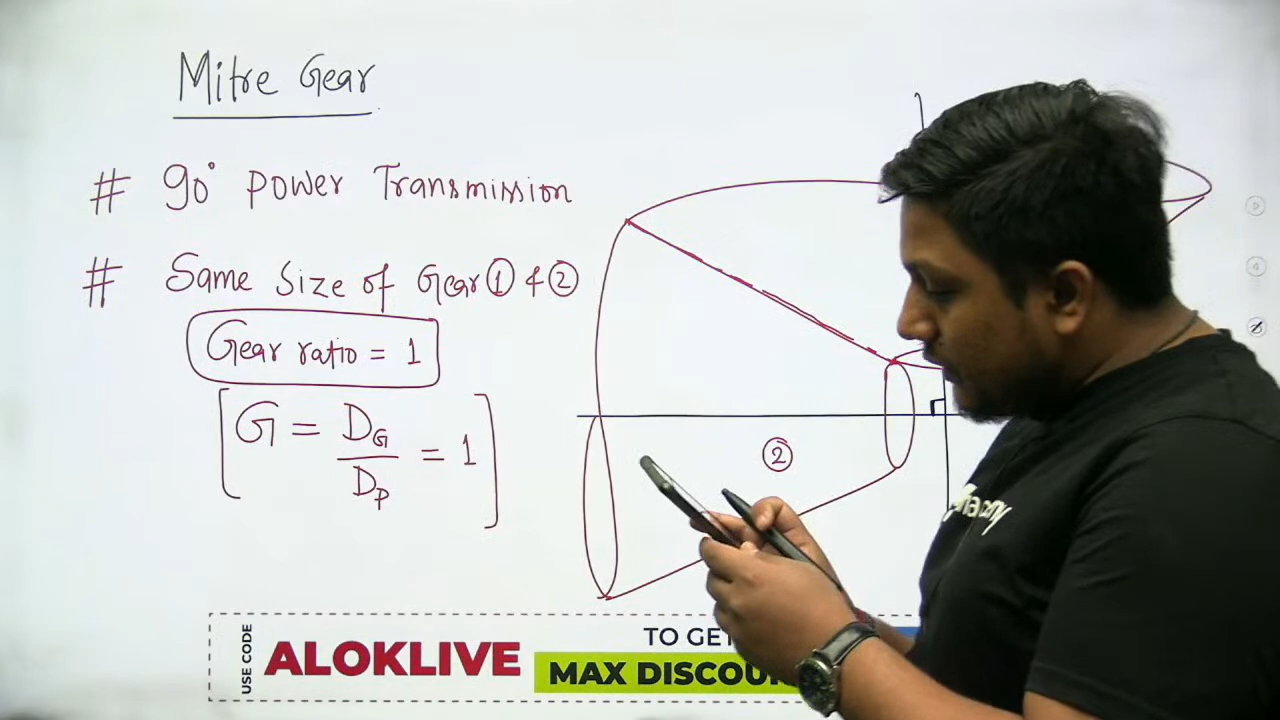 Mitre Gear
# 90° power Transmission
# Same Size of Gear ① & ②
Gear ratio = 1
[G = D_G / D_P = 1]
②
USE CODE
ALOKLIVE
TO GET
MAX